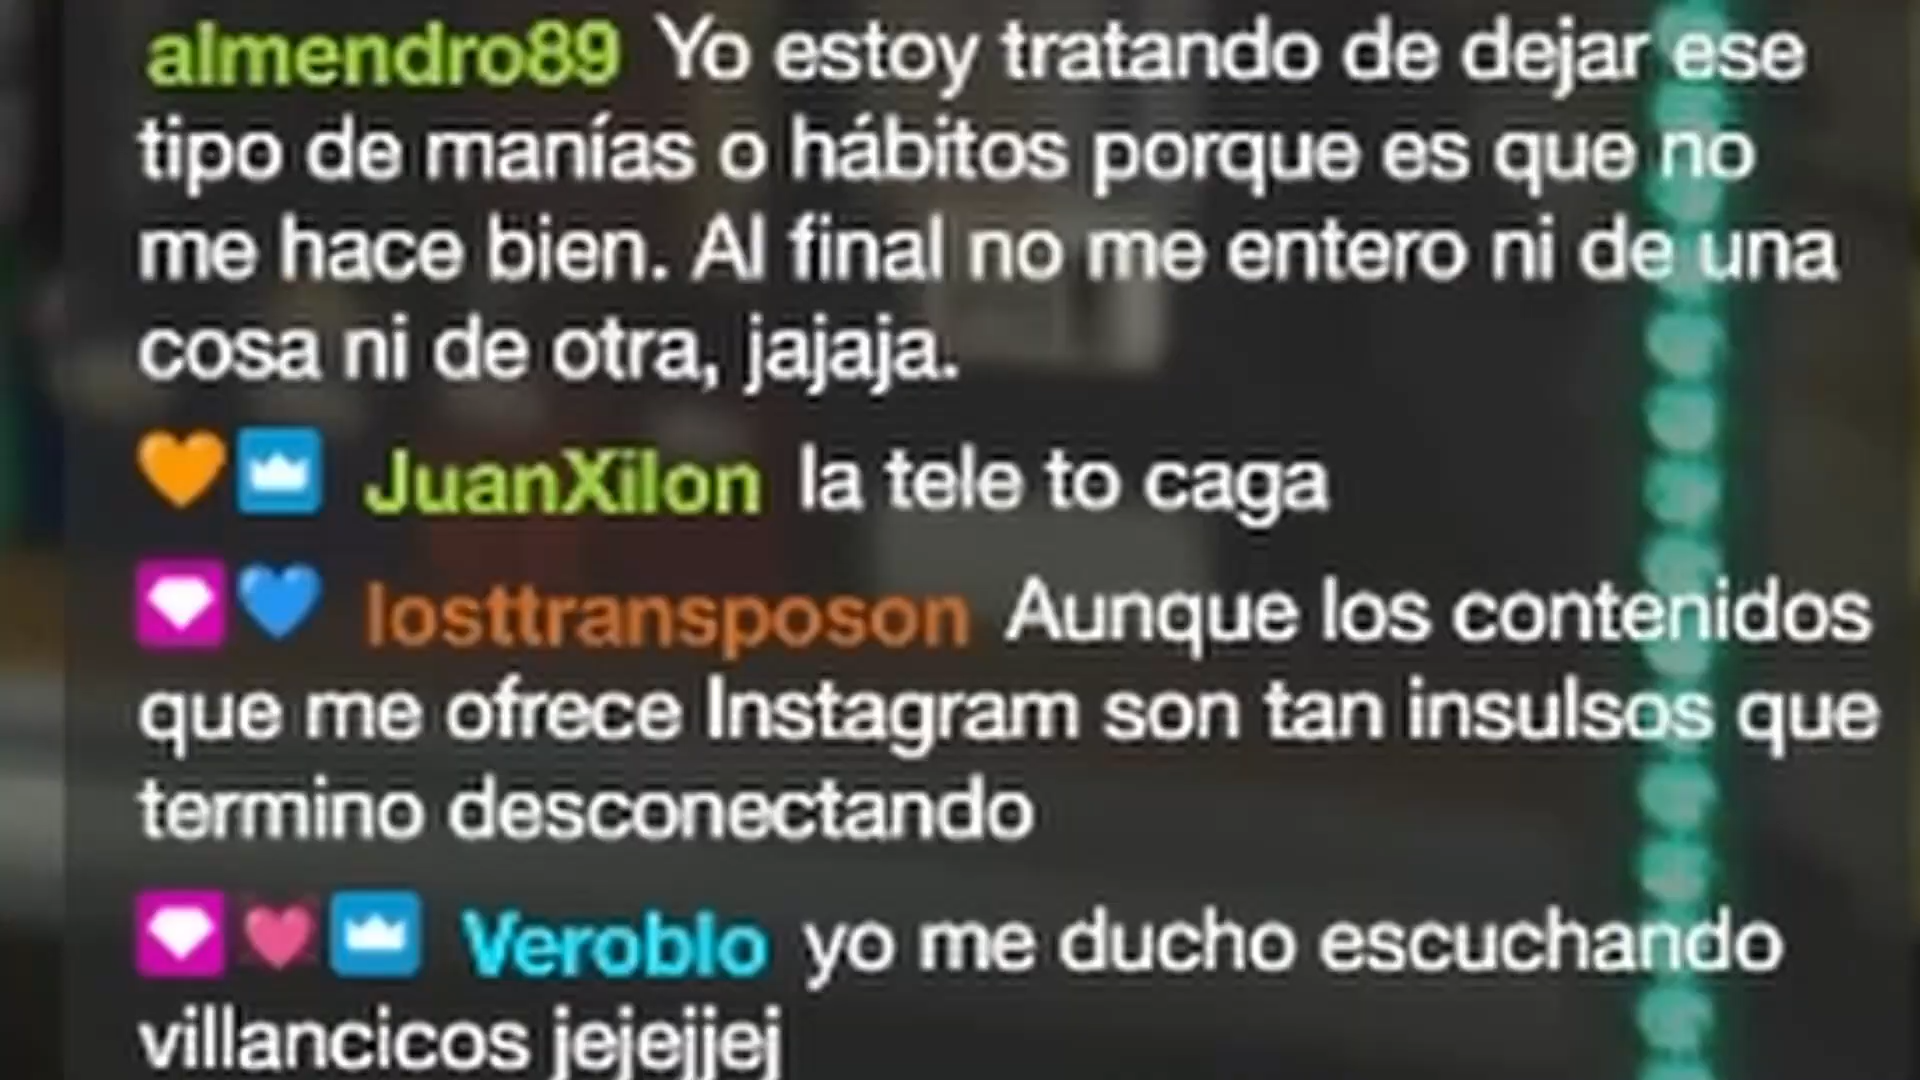 almendro89 Yo estoy tratando de dejar ese
tipo de manías o hábitos porque es que no
me hace bien. Al final no me entero ni de una
cosa ni de otra, jajaja.
JuanXilon la tele to caga
losttransposon Aunque los contenidos
que me ofrece Instagram son tan insulsos que
termino desconectando
Veroblo yo me ducho escuchando
villancicos jejejjej